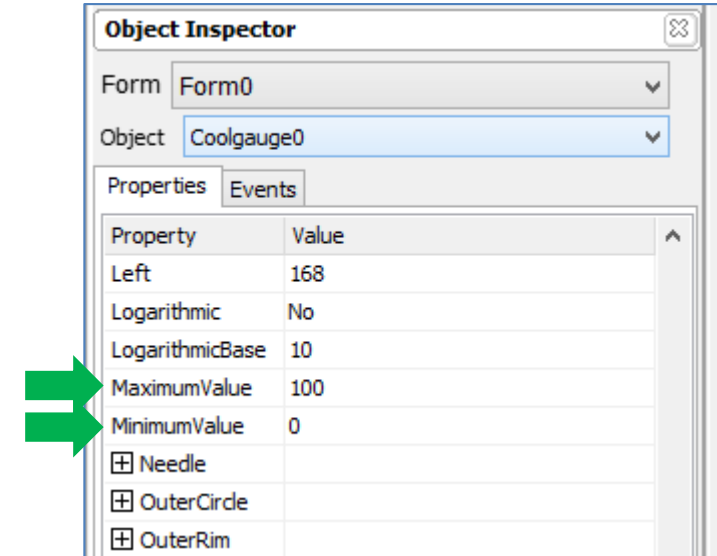 Object Inspector
Form Form0
Object Coolgauge0
Properties Events
Property Value
Left 168
Logarithmic No
LogarithmicBase 10
MaximumValue 100
MinimumValue 0
Needle
OuterCircle
OuterRim